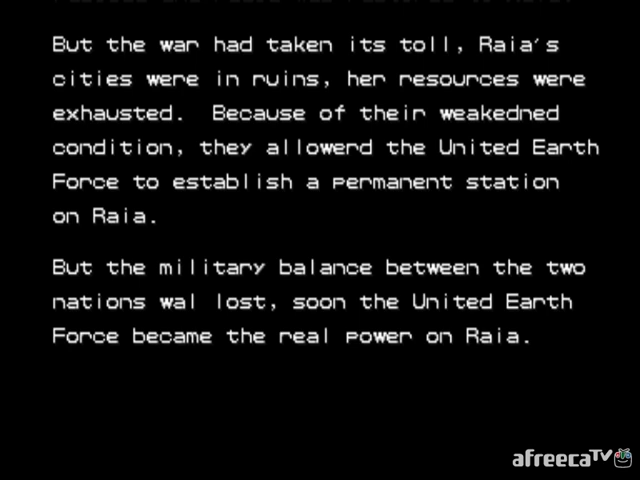 But the war had taken its toll, Raia's
cities were in ruins, her resources were
exhausted.  Because of their weakedned
condition, they allowerd the United Earth
Force to establish a permanent station
on Raia.
But the military balance between the two
nations wal lost, soon the United Earth
Force became the real power on Raia.
afreecaTV